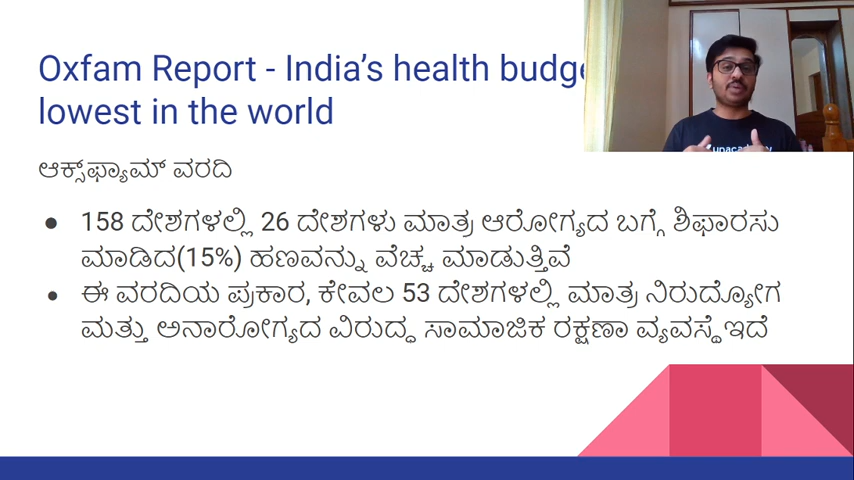 Oxfam Report - India’s health budge
lowest in the world
ಆಕ್ಸ್‌ಫ್ಯಾಮ್ ವರದಿ
● 158 ದೇಶಗಳಲ್ಲಿ 26 ದೇಶಗಳು ಮಾತ್ರ ಆರೋಗ್ಯದ ಬಗ್ಗೆ ಶಿಫಾರಸು
ಮಾಡಿದ(15%) ಹಣವನ್ನು ವೆಚ್ಚ ಮಾಡುತ್ತಿವೆ
● ಈ ವರದಿಯ ಪ್ರಕಾರ, ಕೇವಲ 53 ದೇಶಗಳಲ್ಲಿ ಮಾತ್ರ ನಿರುದ್ಯೋಗ
ಮತ್ತು ಅನಾರೋಗ್ಯದ ವಿರುದ್ಧ ಸಾಮಾಜಿಕ ರಕ್ಷಣಾ ವ್ಯವಸ್ಥೆಇದೆ